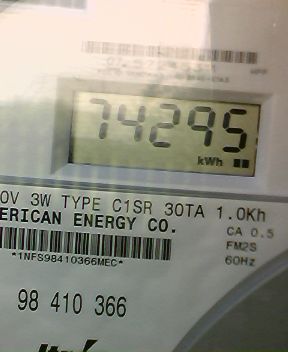 74295
kWh
0V 3W TYPE C1SR 30TA 1.0Kh
ERICAN ENERGY CO.
CA 0.5
FM2S
*1NFS98410366MEC*
60Hz
98 410 366